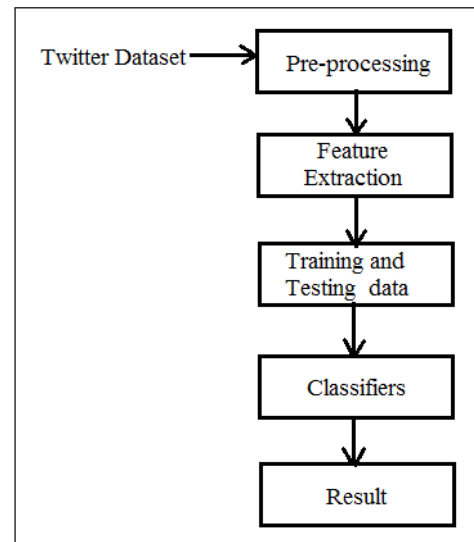 Twitter Dataset
Pre-processing
Feature
Extraction
Training and
Testing data
Classifiers
Result